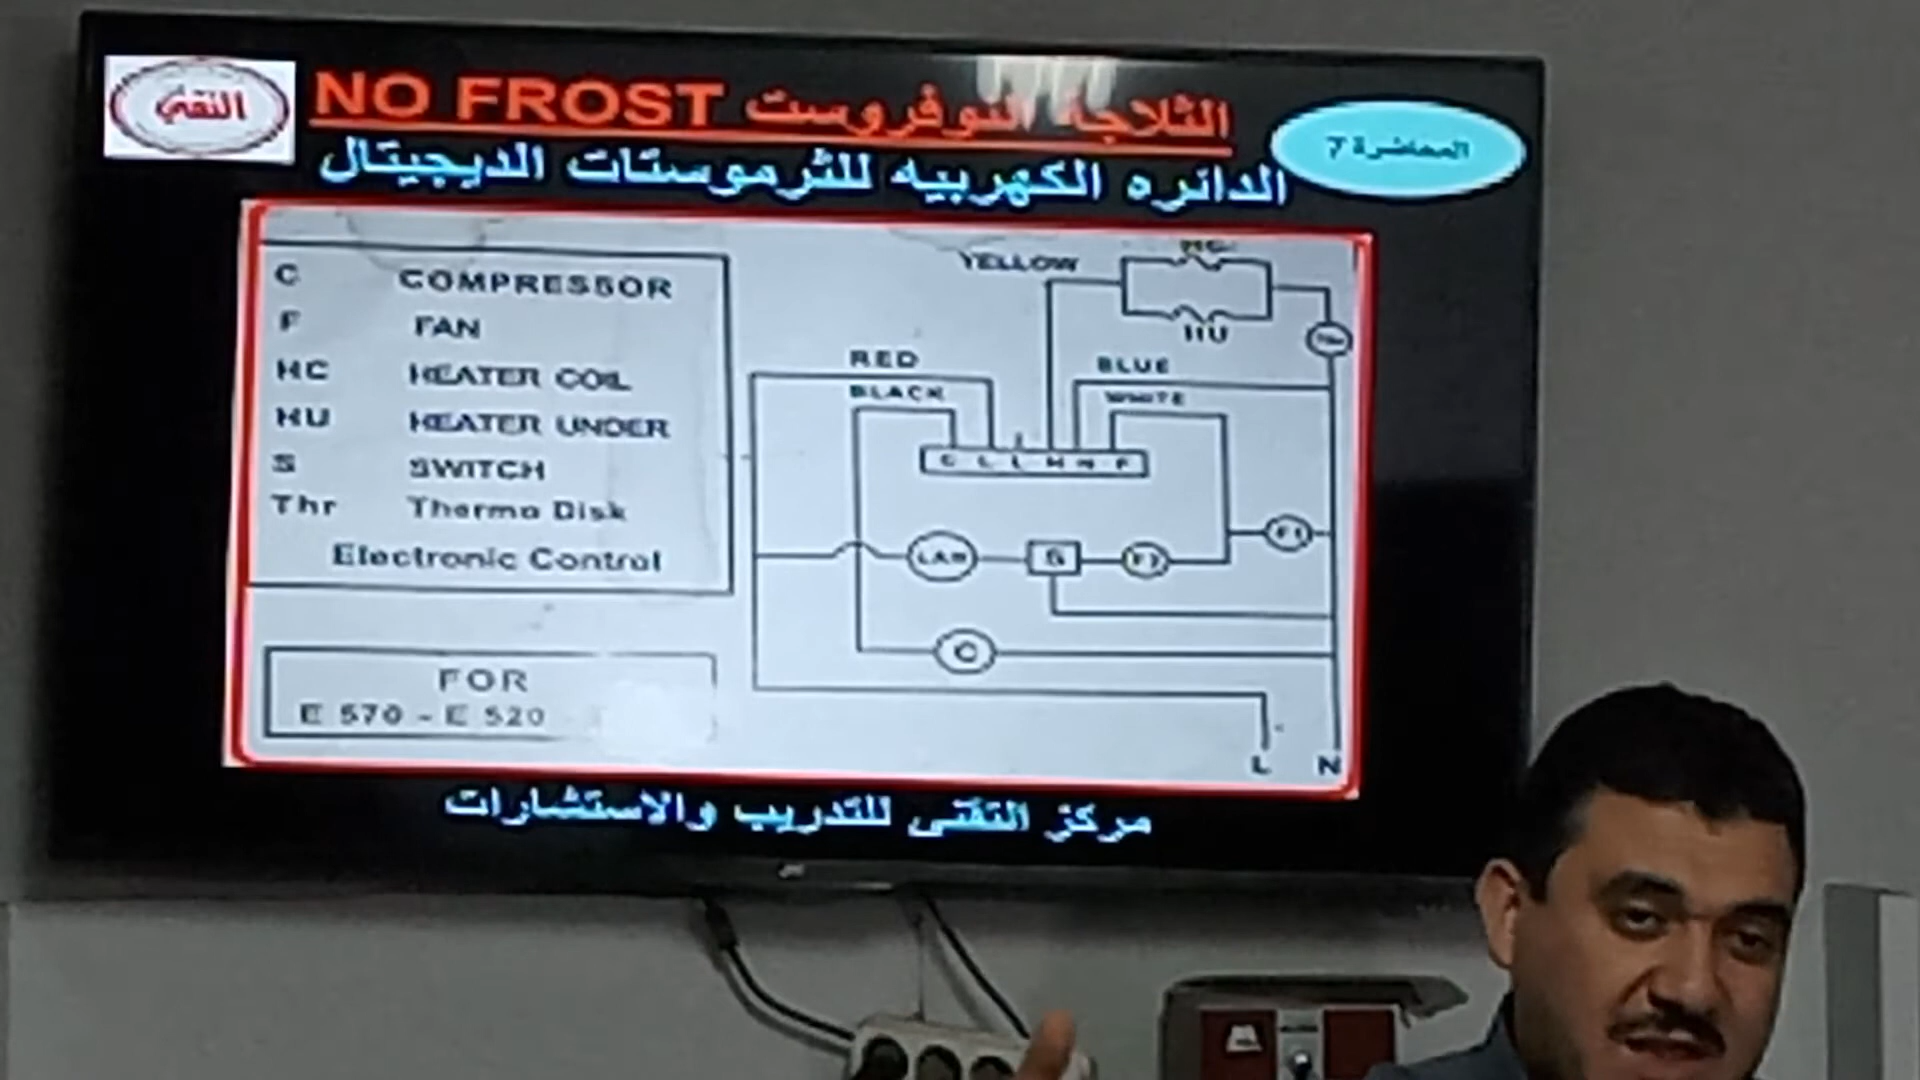 التقني
NO FROST الثلاجة النوفروست
المحاضرة 7
الدائره الكهربيه للثرموستات الديجيتال
C COMPRESSOR
F FAN
HC HEATER COIL
HU HEATER UNDER
S SWITCH
Thr Thermo Disk
Electronic Control
FOR
E 570 - E 520
YELLOW
HC
HU
RED
BLUE
BLACK
WHITE
C L L H N F
F1
LAM S F2
C
L N
مركز التقنى للتدريب والاستشارات